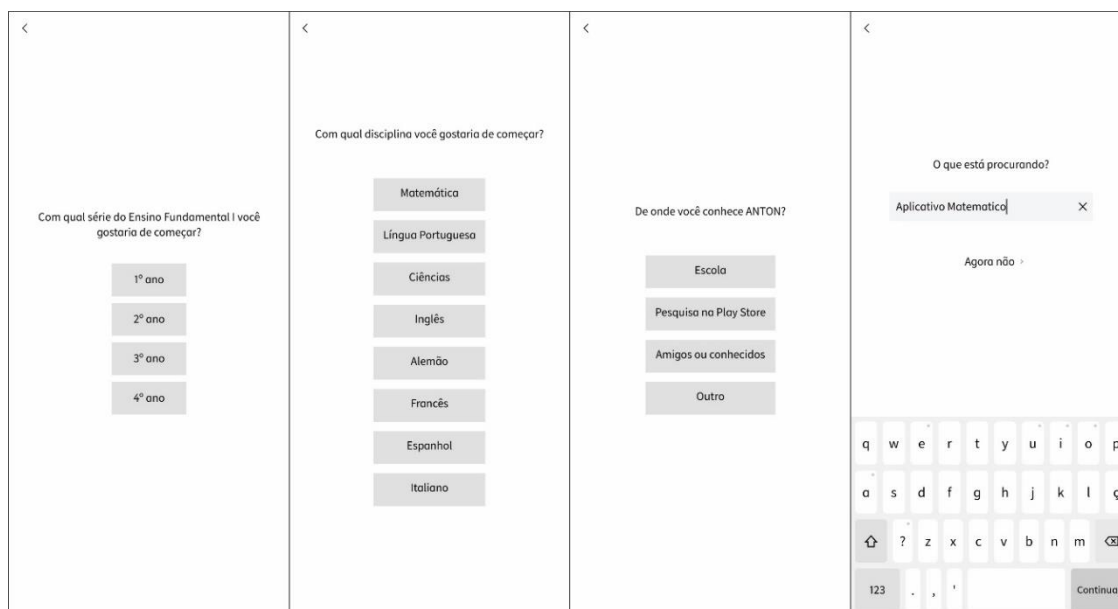 Com qual série do Ensino Fundamental I você
gostaria de começar?
1º ano
2º ano
3º ano
4º ano
Com qual disciplina você gostaria de começar?
Matemática
Língua Portuguesa
Ciências
Inglês
Alemão
Francês
Espanhol
Italiano
De onde você conhece ANTON?
Escola
Pesquisa na Play Store
Amigos ou conhecidos
Outro
O que está procurando?
Aplicativo Matematico
Agora não
q w e r t y u i o p
a s d f g h j k l ç
? z x c v b n m
123 . , ' Continua